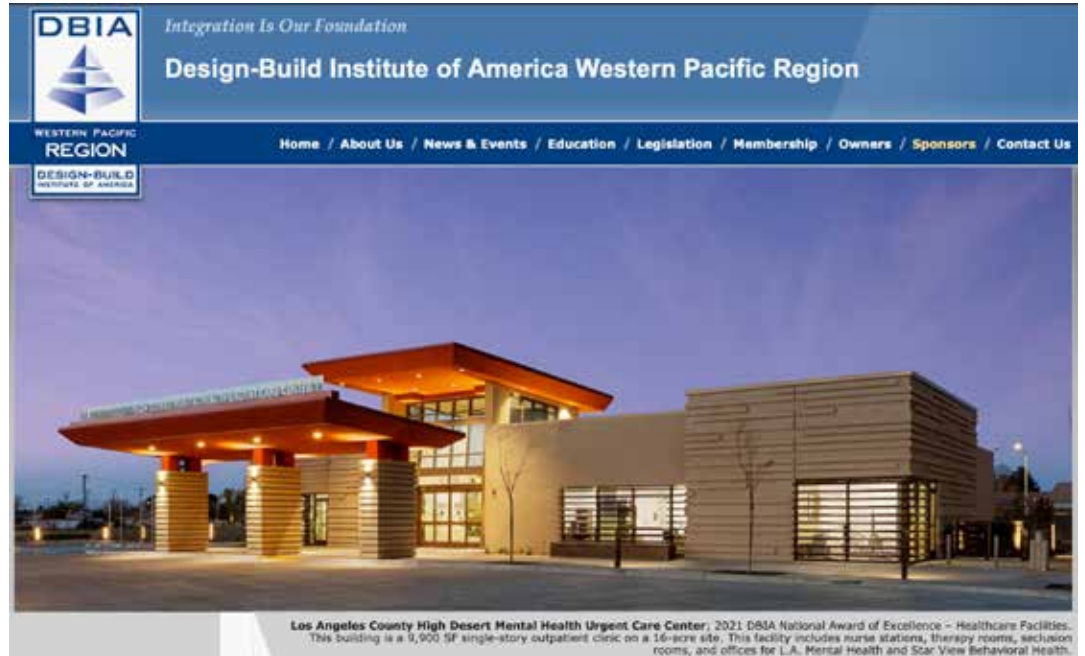 DBIA
WESTERN PACIFIC
REGION
DESIGN-BUILD
INSTITUTE OF AMERICA
Integration Is Our Foundation
Design-Build Institute of America Western Pacific Region
Home / About Us / News & Events / Education / Legislation / Membership / Owners / Sponsors / Contact Us
Los Angeles County High Desert Mental Health Urgent Care Center; 2021 DBIA National Award of Excellence – Healthcare Facilities.
This building is a 9,900 SF single-story outpatient clinic on a 16-acre site. This facility includes nurse stations, therapy rooms, seclusion
rooms, and offices for L.A. Mental Health and Star View Behavioral Health.